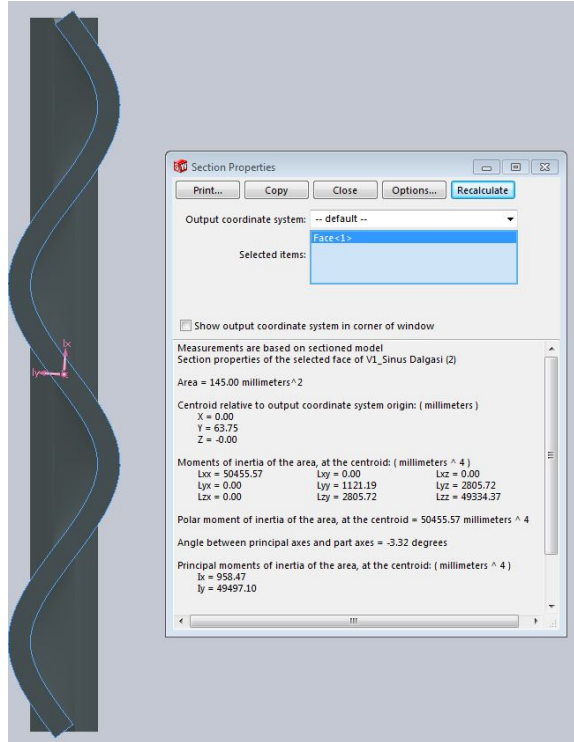 Section Properties
Print... Copy Close Options... Recalculate
Output coordinate system: -- default --
Face<1>
Selected items:
Show output coordinate system in corner of window
Measurements are based on sectioned model
Section properties of the selected face of V1_Sinus Dalgasi (2)
Area = 145.00 millimeters^2
Centroid relative to output coordinate system origin: ( millimeters )
X = 0.00
Y = 63.75
Z = -0.00
Moments of inertia of the area, at the centroid: ( millimeters ^ 4 )
Lxx = 50455.57 Lxy = 0.00 Lxz = 0.00
Lyx = 0.00 Lyy = 1121.19 Lyz = 2805.72
Lzx = 0.00 Lzy = 2805.72 Lzz = 49334.37
Polar moment of inertia of the area, at the centroid = 50455.57 millimeters ^ 4
Angle between principal axes and part axes = -3.32 degrees
Principal moments of inertia of the area, at the centroid: ( millimeters ^ 4 )
Ix = 958.47
Iy = 49497.10
Ix
Iy